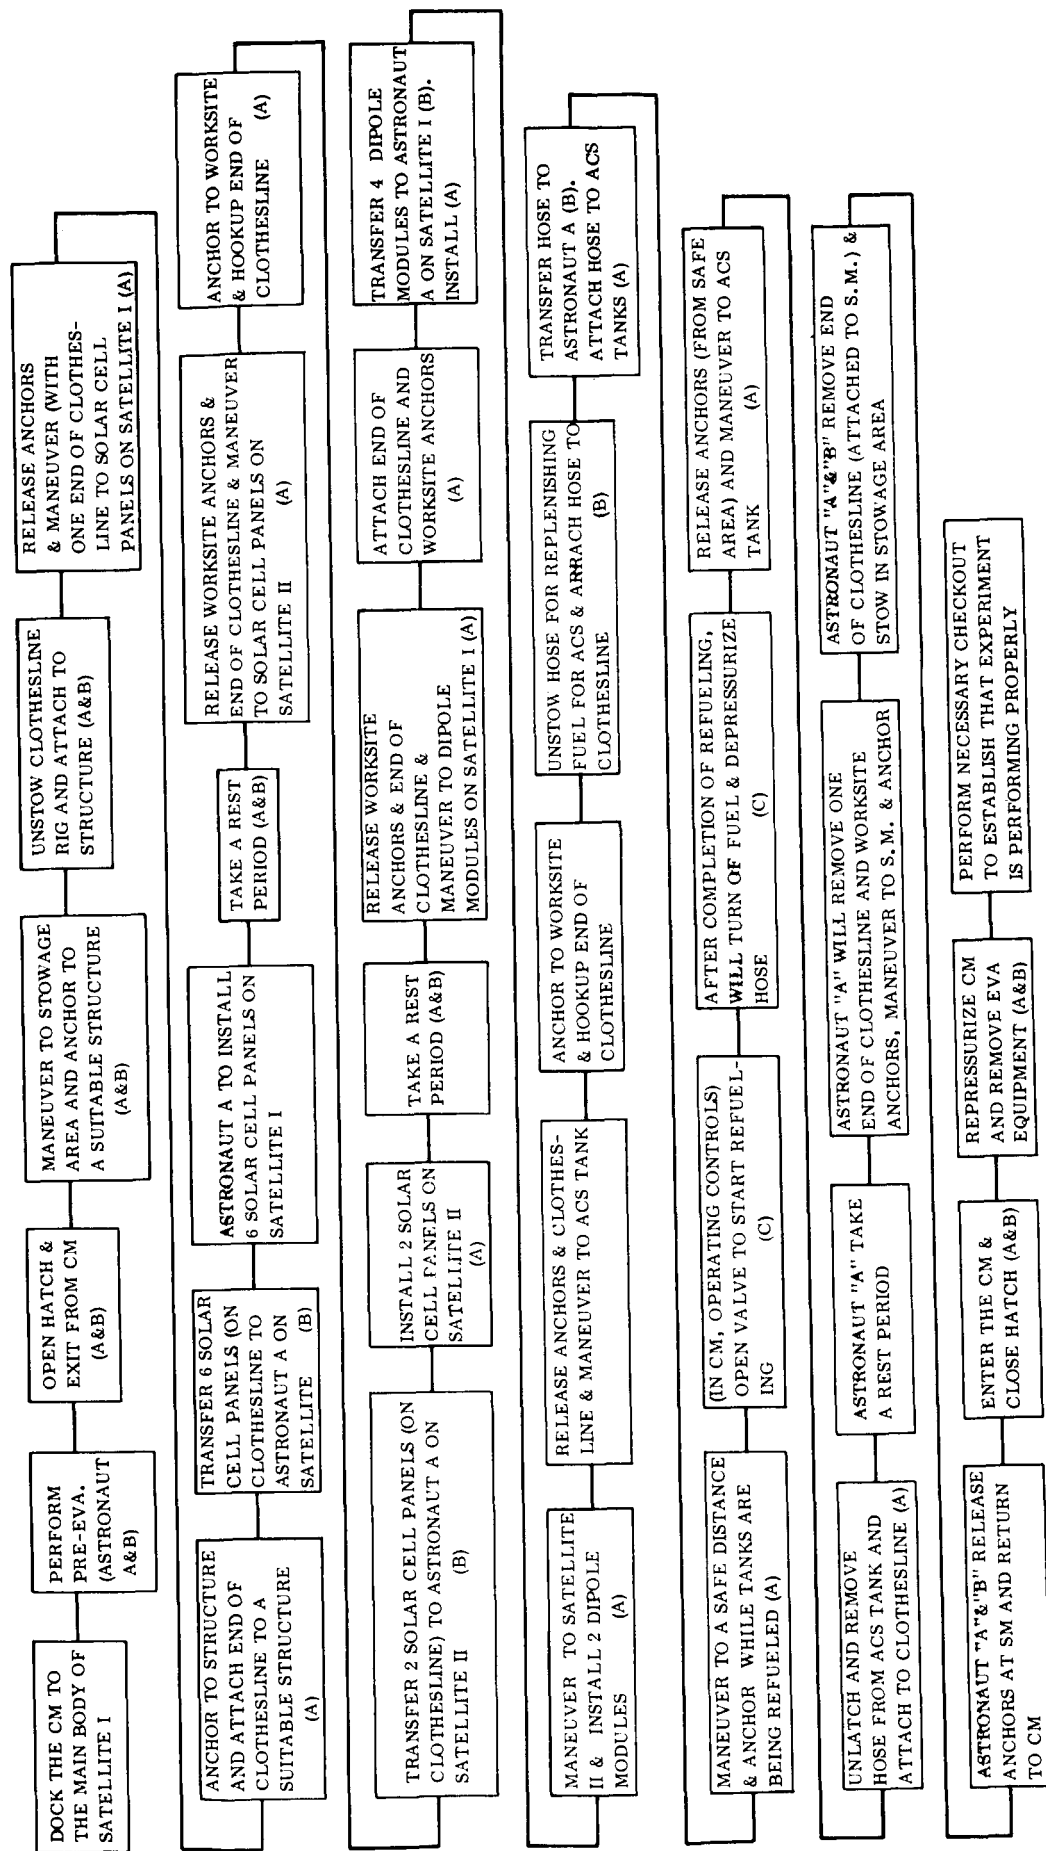 DOCK THE CM TO
THE MAIN BODY OF
SATELLITE I
PERFORM
PRE-EVA.
(ASTRONAUT
A&B)
OPEN HATCH &
EXIT FROM CM
(A&B)
MANEUVER TO STOWAGE
AREA AND ANCHOR TO
A SUITABLE STRUCTURE
(A&B)
UNSTOW CLOTHESLINE
RIG AND ATTACH TO
STRUCTURE (A&B)
RELEASE ANCHORS
& MANEUVER (WITH
ONE END OF CLOTHES-
LINE TO SOLAR CELL
PANELS ON SATELLITE I (A)
ANCHOR TO STRUCTURE
AND ATTACH END OF
CLOTHESLINE TO A
SUITABLE STRUCTURE
(A)
TRANSFER 6 SOLAR
CELL PANELS (ON
CLOTHESLINE TO
ASTRONAUT A ON
SATELLITE (B)
ASTRONAUT A TO INSTALL
6 SOLAR CELL PANELS ON
SATELLITE I
TAKE A REST
PERIOD (A&B)
RELEASE WORKSITE ANCHORS &
END OF CLOTHESLINE & MANEUVER
TO SOLAR CELL PANELS ON
SATELLITE II (A)
ANCHOR TO WORKSITE
& HOOKUP END OF
CLOTHESLINE (A)
TRANSFER 2 SOLAR CELL PANELS (ON
CLOTHESLINE) TO ASTRONAUT A ON
SATELLITE II (B)
INSTALL 2 SOLAR
CELL PANELS ON
SATELLITE II
(A)
TAKE A REST
PERIOD (A&B)
RELEASE WORKSITE
ANCHORS & END OF
CLOTHESLINE &
MANEUVER TO DIPOLE
MODULES ON SATELLITE I (A)
ATTACH END OF
CLOTHESLINE AND
WORKSITE ANCHORS
(A)
TRANSFER 4 DIPOLE
MODULES TO ASTRONAUT
A ON SATELLITE I (B).
INSTALL (A)
MANEUVER TO SATELLITE
II & INSTALL 2 DIPOLE
MODULES (A)
RELEASE ANCHORS & CLOTHES-
LINE & MANEUVER TO ACS TANK
ANCHOR TO WORKSITE
& HOOKUP END OF
CLOTHESLINE
UNSTOW HOSE FOR REPLENISHING
FUEL FOR ACS & ARRACH HOSE TO
CLOTHESLINE (B)
TRANSFER HOSE TO
ASTRONAUT A (B).
ATTACH HOSE TO ACS
TANKS (A)
MANEUVER TO A SAFE DISTANCE
& ANCHOR WHILE TANKS ARE
BEING REFUELED (A)
(IN CM, OPERATING CONTROLS)
OPEN VALVE TO START REFUEL-
ING (C)
AFTER COMPLETION OF REFUELING,
WILL TURN OF FUEL & DEPRESSURIZE
HOSE (C)
RELEASE ANCHORS (FROM SAFE
AREA) AND MANEUVER TO ACS
TANK (A)
UNLATCH AND REMOVE
HOSE FROM ACS TANK AND
ATTACH TO CLOTHESLINE (A)
ASTRONAUT "A" TAKE
A REST PERIOD
ASTRONAUT "A" WILL REMOVE ONE
END OF CLOTHESLINE AND WORKSITE
ANCHORS, MANEUVER TO S.M. & ANCHOR
ASTRONAUT "A"&"B" REMOVE END
OF CLOTHESLINE (ATTACHED TO S.M.) &
STOW IN STOWAGE AREA
ASTRONAUT "A"&"B" RELEASE
ANCHORS AT SM AND RETURN
TO CM
ENTER THE CM &
CLOSE HATCH (A&B)
REPRESSURIZE CM
AND REMOVE EVA
EQUIPMENT (A&B)
PERFORM NECESSARY CHECKOUT
TO ESTABLISH THAT EXPERIMENT
IS PERFORMING PROPERLY